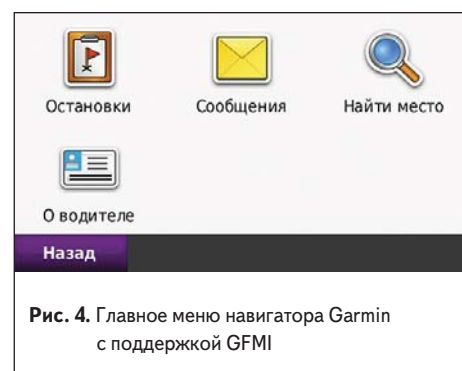 Остановки Сообщения Найти место
О водителе
Назад
Рис. 4. Главное меню навигатора Garmin
с поддержкой GFMI